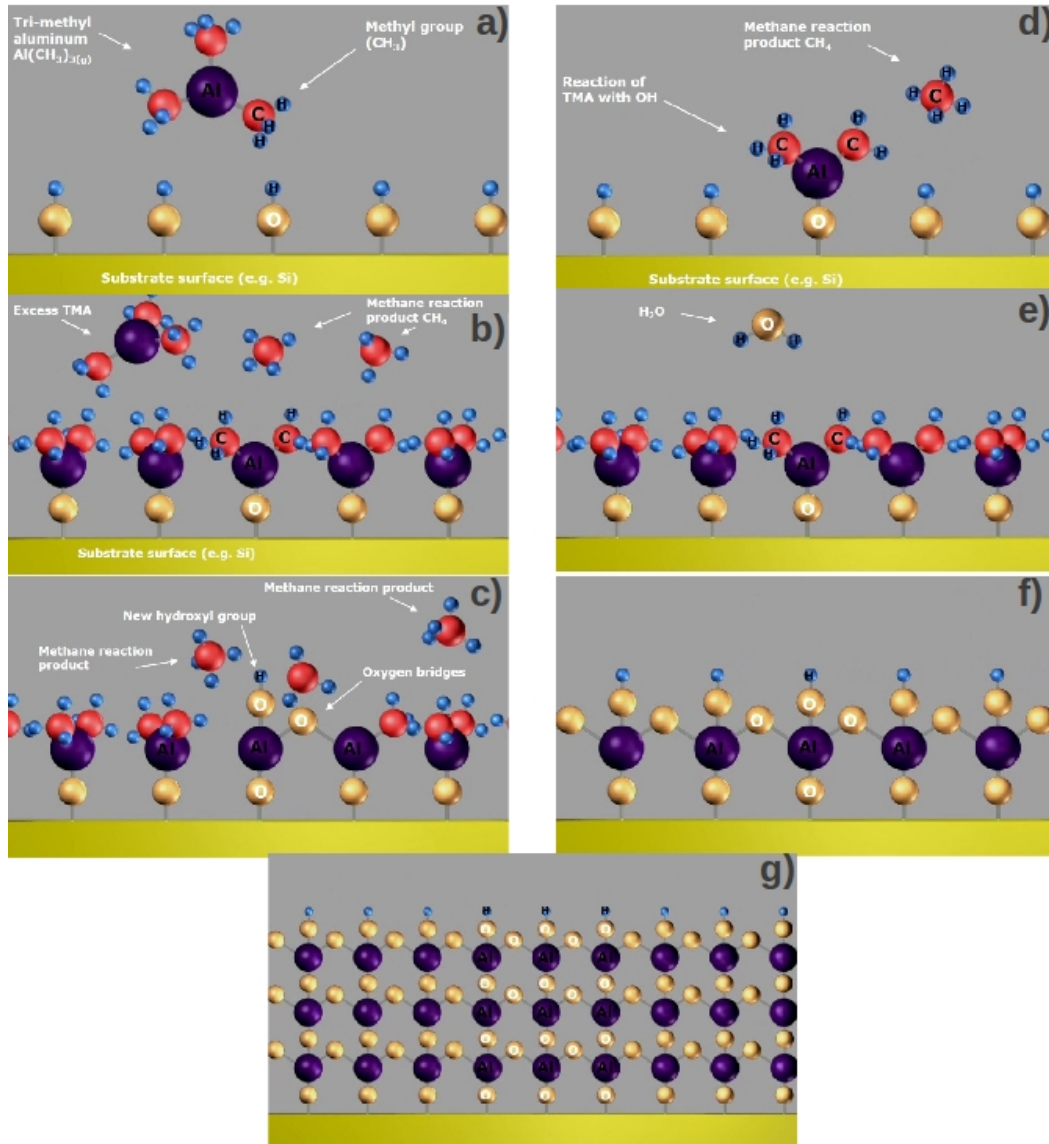 a)
Tri-methyl
aluminum
Al(CH₃)₃₍g₎
Methyl group
(CH₃)
Al
C
H
H
H
H
O
Substrate surface (e.g. Si)
d)
Methane reaction
product CH₄
Reaction of
TMA with OH
C
H
H
H
H
H
H
H
H
H
C
C
Al
O
Substrate surface (e.g. Si)
b)
Excess TMA
Methane reaction
product CH₄
H
H
H
H
C
C
Al
O
Substrate surface (e.g. Si)
e)
H₂O
O
H
H
H
H
H
H
C
C
Al
O
c)
Methane reaction product
New hydroxyl group
Methane reaction
product
Oxygen bridges
H
O
O
Al
Al
Al
O
f)
H
O
O
O
Al
Al
Al
O
g)
H H H
O O O
O O
Al Al Al
O O O
O O
Al Al Al
O O O
O O
Al Al Al
O O O